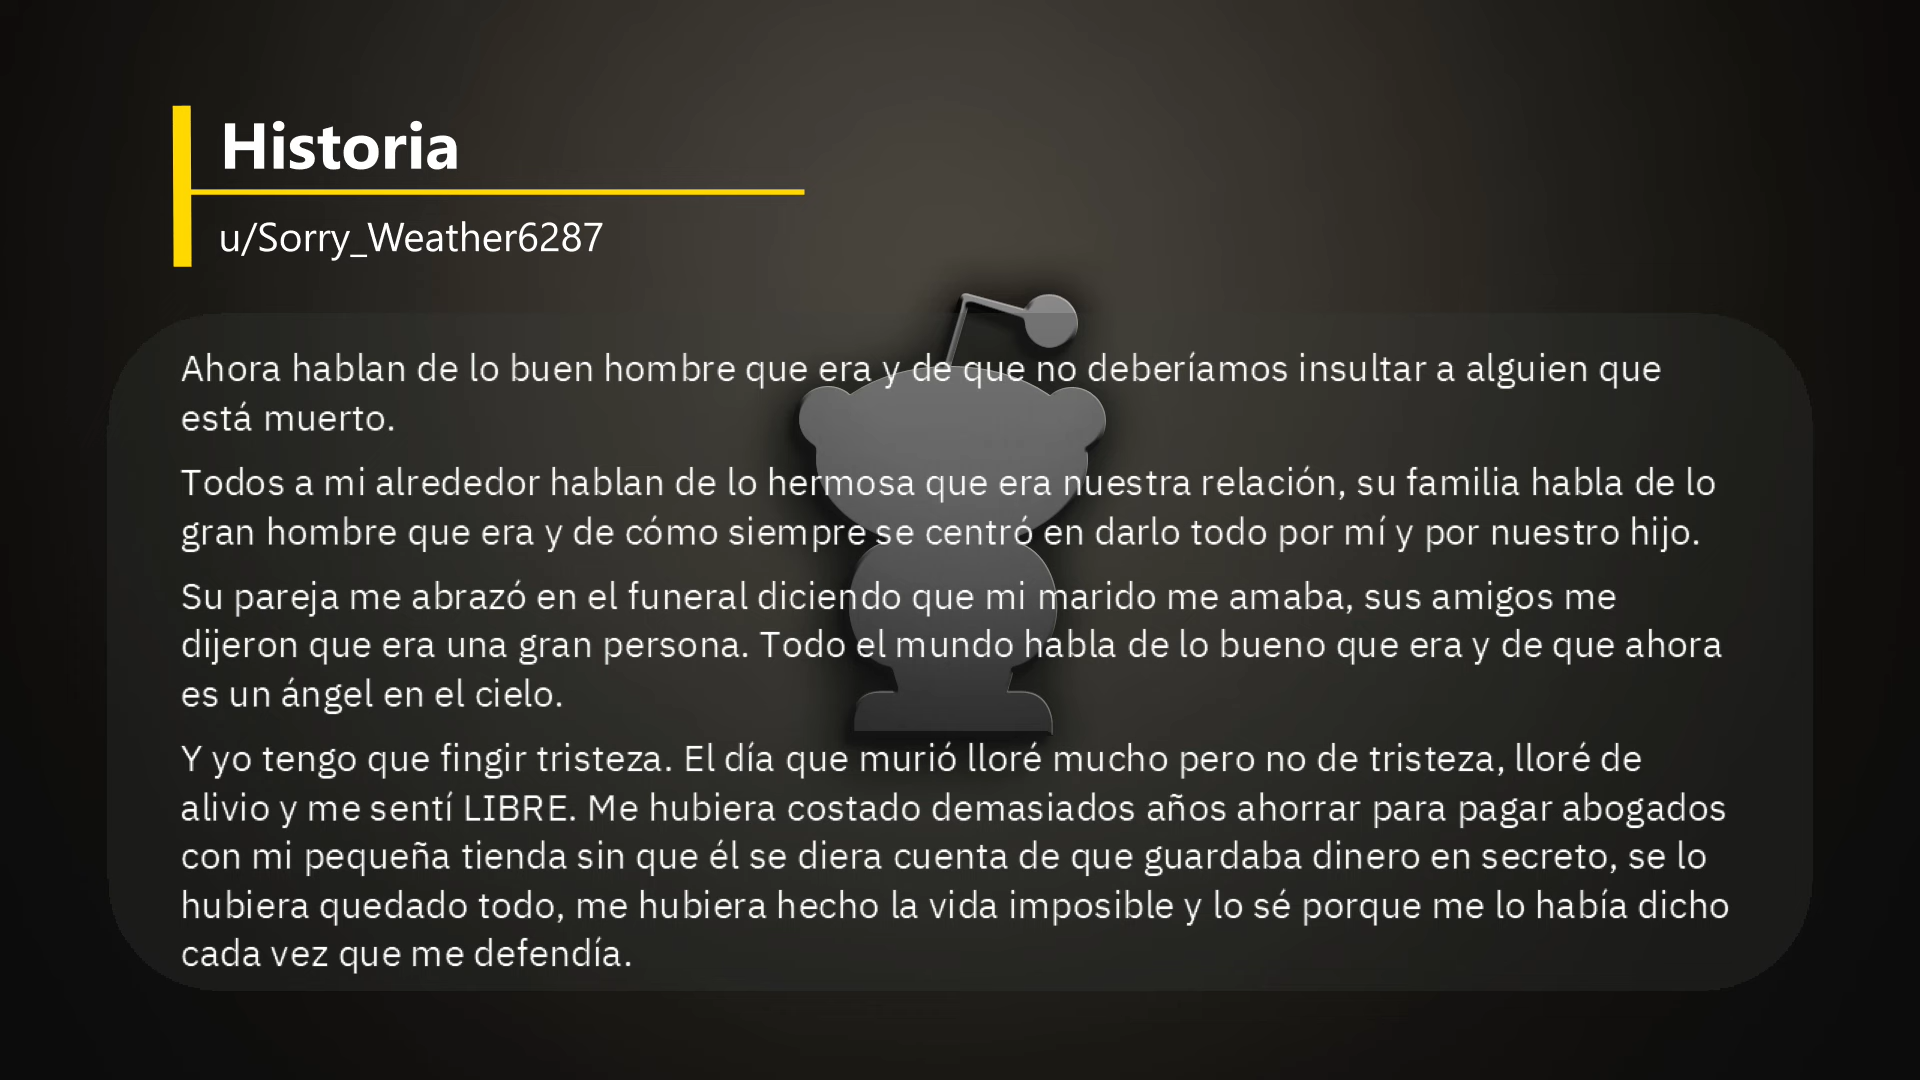 Historia
u/Sorry_Weather6287
Ahora hablan de lo buen hombre que era y de que no deberíamos insultar a alguien que
está muerto.
Todos a mi alrededor hablan de lo hermosa que era nuestra relación, su familia habla de lo
gran hombre que era y de cómo siempre se centró en darlo todo por mí y por nuestro hijo.
Su pareja me abrazó en el funeral diciendo que mi marido me amaba, sus amigos me
dijeron que era una gran persona. Todo el mundo habla de lo bueno que era y de que ahora
es un ángel en el cielo.
Y yo tengo que fingir tristeza. El día que murió lloré mucho pero no de tristeza, lloré de
alivio y me sentí LIBRE. Me hubiera costado demasiados años ahorrar para pagar abogados
con mi pequeña tienda sin que él se diera cuenta de que guardaba dinero en secreto, se lo
hubiera quedado todo, me hubiera hecho la vida imposible y lo sé porque me lo había dicho
cada vez que me defendía.